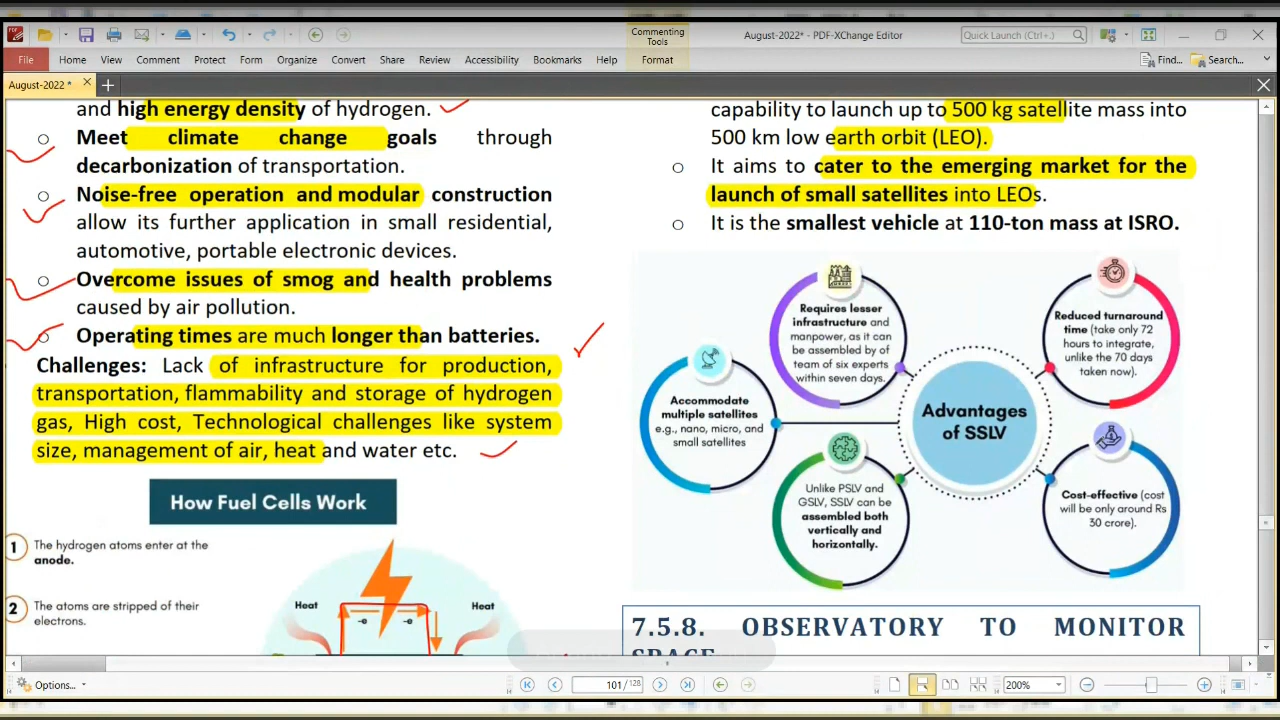 Commenting Tools
August-2022* - PDF-XChange Editor
Quick Launch (Ctrl+.)
File
Home
View
Comment
Protect
Form
Organize
Convert
Share
Review
Accessibility
Bookmarks
Help
Format
Find...
Search...
August-2022 *
and high energy density of hydrogen.
Meet climate change goals through
decarbonization of transportation.
Noise-free operation and modular construction
allow its further application in small residential,
automotive, portable electronic devices.
Overcome issues of smog and health problems
caused by air pollution.
Operating times are much longer than batteries.
Challenges: Lack of infrastructure for production,
transportation, flammability and storage of hydrogen
gas, High cost, Technological challenges like system
size, management of air, heat and water etc.
How Fuel Cells Work
1
The hydrogen atoms enter at the
anode.
2
The atoms are stripped of their
electrons.
Heat
-e
-e
Heat
capability to launch up to 500 kg satellite mass into
500 km low earth orbit (LEO).
It aims to cater to the emerging market for the
launch of small satellites into LEOs.
It is the smallest vehicle at 110-ton mass at ISRO.
Requires lesser
infrastructure and
manpower, as it can
be assembled by of
team of six experts
within seven days.
Reduced turnaround
time (take only 72
hours to integrate,
unlike the 70 days
taken now).
Accommodate
multiple satellites
e.g., nano, micro, and
small satellites
Advantages
of SSLV
Unlike PSLV and
GSLV, SSLV can be
assembled both
vertically and
horizontally.
Cost-effective (cost
will be only around Rs
30 crore).
7.5.8. OBSERVATORY TO MONITOR
SPACE
Options...
101 / 128
200%